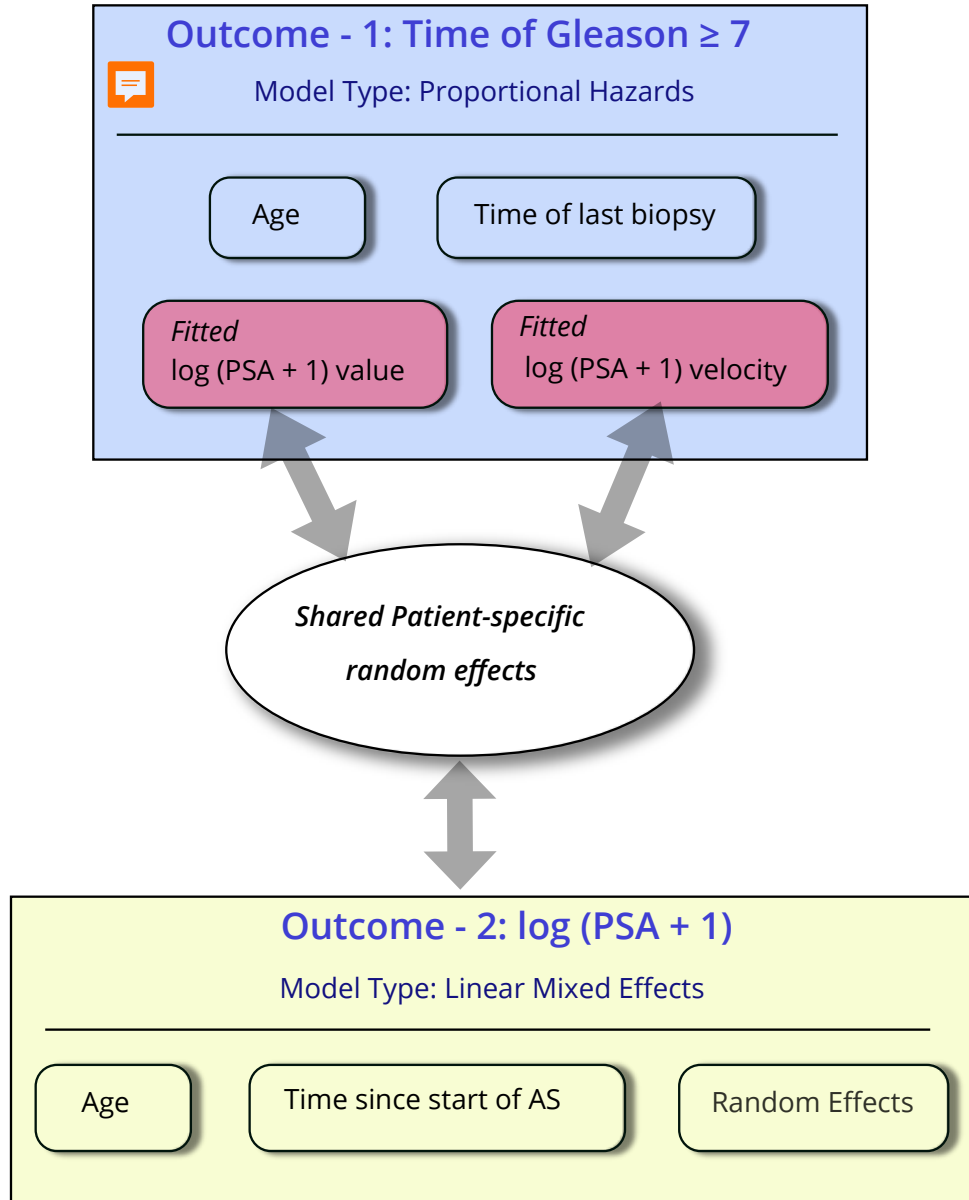 Outcome - 1: Time of Gleason ≥ 7
Model Type: Proportional Hazards
Age
Time of last biopsy
Fitted
log (PSA + 1) value
Fitted
log (PSA + 1) velocity
Shared Patient-specific
random effects
Outcome - 2: log (PSA + 1)
Model Type: Linear Mixed Effects
Age
Time since start of AS
Random Effects